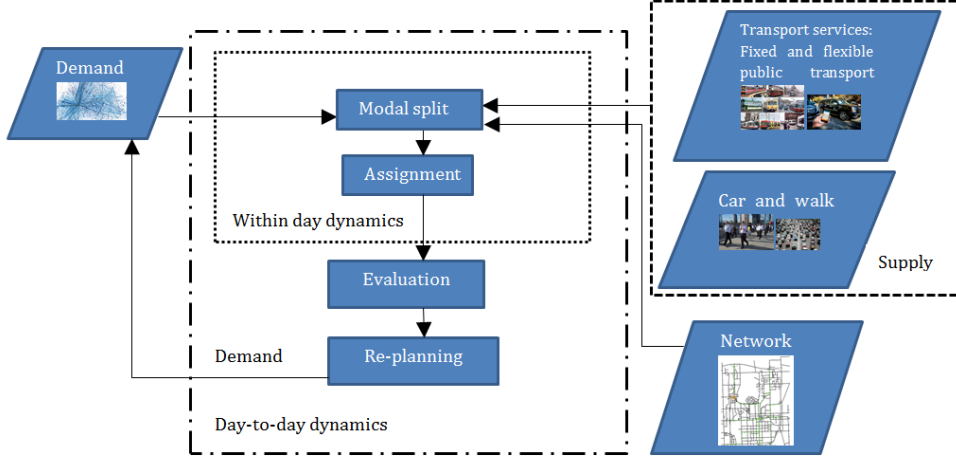 Demand
Modal split
Assignment
Within day dynamics
Evaluation
Re-planning
Demand
Day-to-day dynamics
Transport services:
Fixed and flexible
public transport
Car and walk
Supply
Network